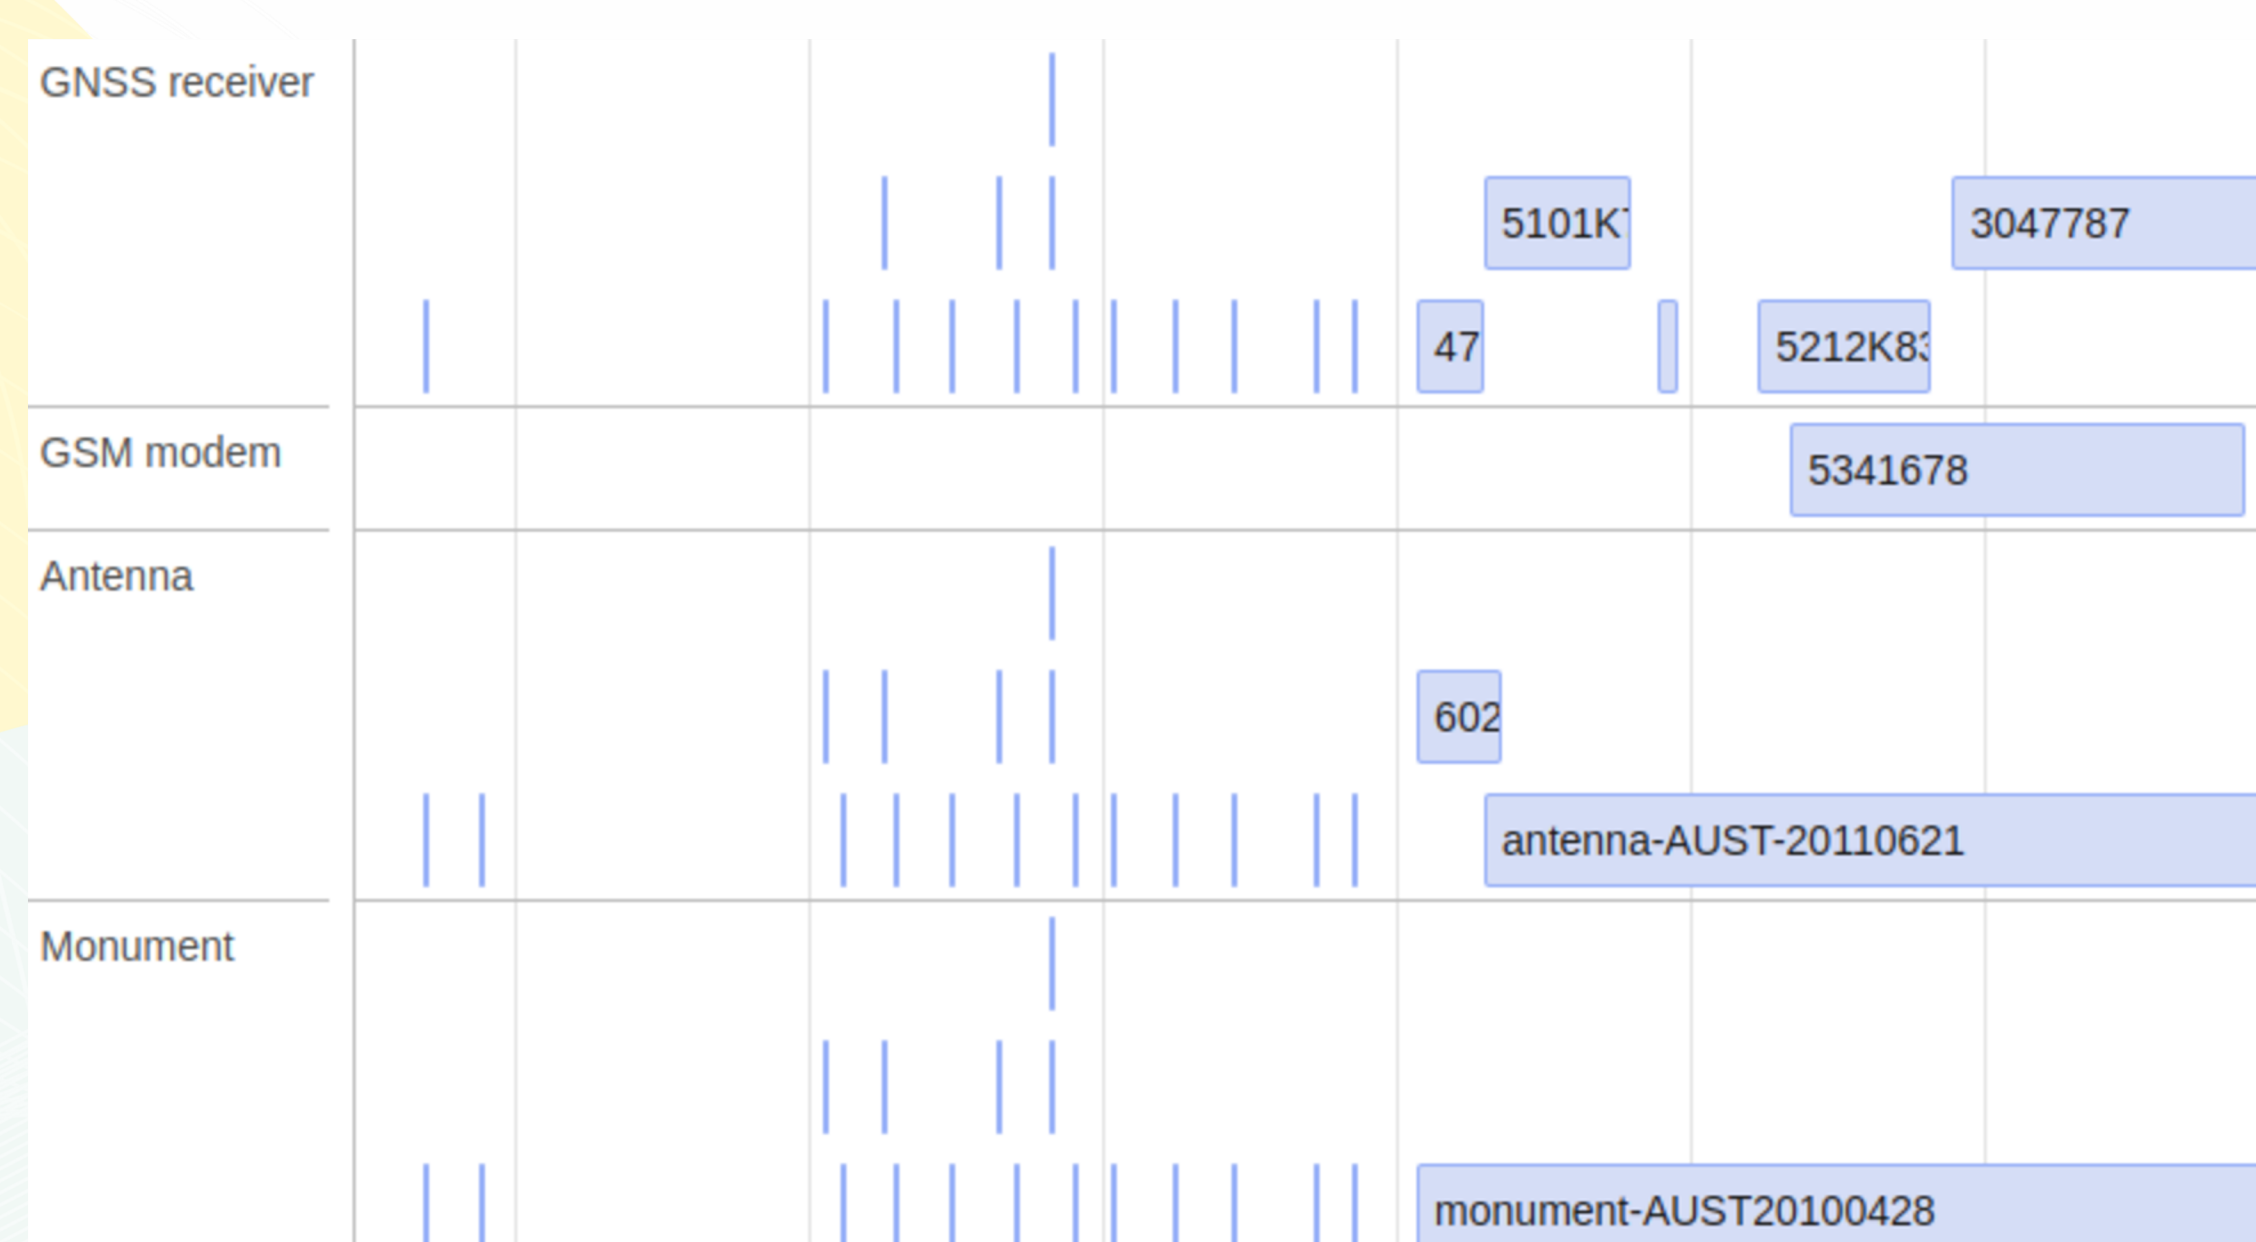 GNSS receiver
5101K
3047787
47
5212K8
GSM modem
5341678
Antenna
602
antenna-AUST-20110621
Monument
monument-AUST20100428